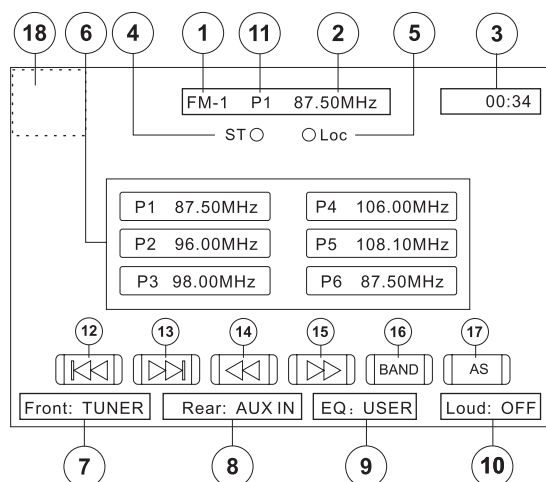 18 6 4 1 11 2 5 3
FM-1 P1 87.50MHz 00:34
ST Loc
P1 87.50MHz P4 106.00MHz
P2 96.00MHz P5 108.10MHz
P3 98.00MHz P6 87.50MHz
12 13 14 15 16 17
BAND AS
Front: TUNER Rear: AUX IN EQ: USER Loud: OFF
7 8 9 10